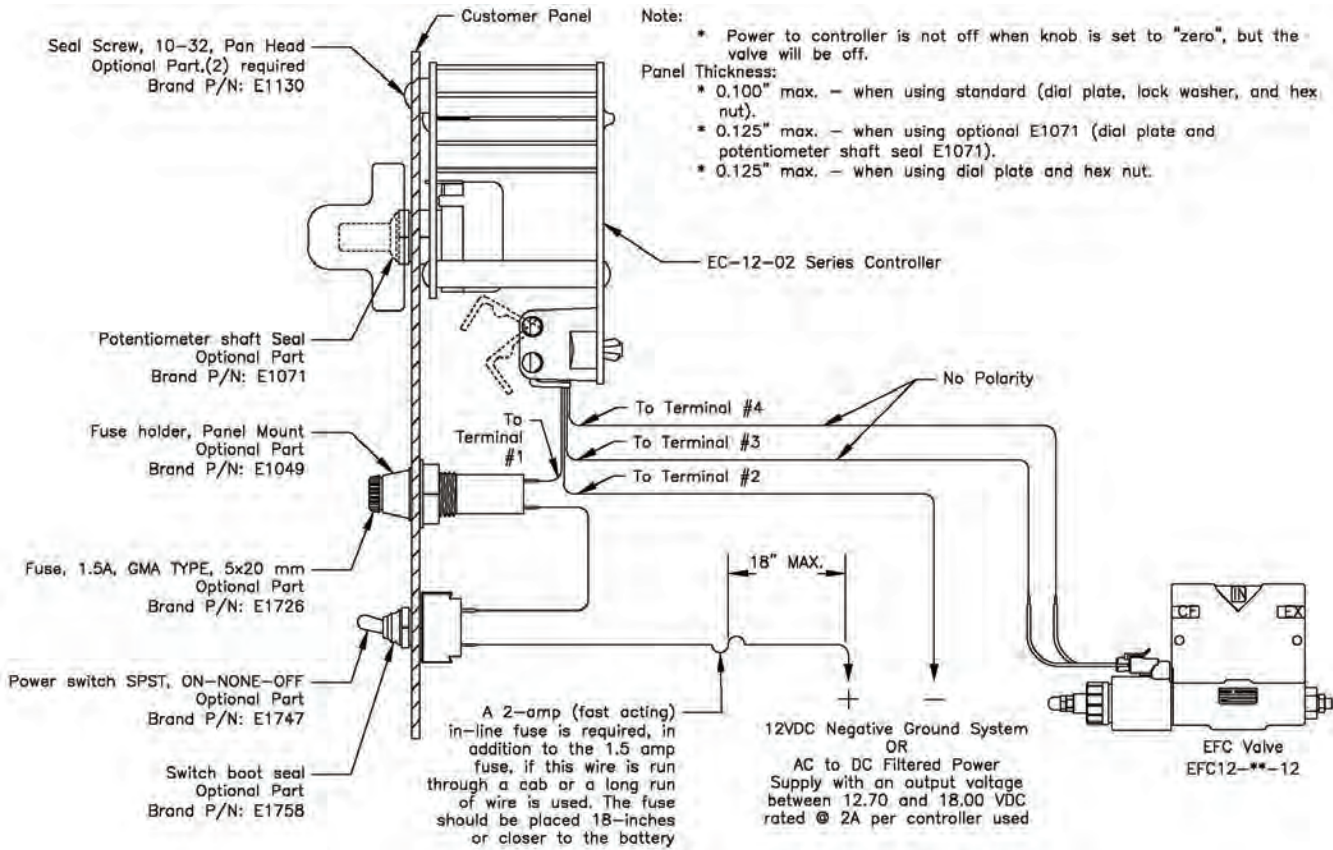 Customer Panel
Seal Screw, 10-32, Pan Head
Optional Part,(2) required
Brand P/N: E1130
Note:
* Power to controller is not off when knob is set to "zero", but the
valve will be off.
Panel Thickness:
* 0.100" max. - when using standard (dial plate, lock washer, and hex
nut).
* 0.125" max. - when using optional E1071 (dial plate and
potentiometer shaft seal E1071).
* 0.125" max. - when using dial plate and hex nut.
EC-12-02 Series Controller
Potentiometer shaft Seal
Optional Part
Brand P/N: E1071
No Polarity
To Terminal #4
To
Terminal
#1
To Terminal #3
To Terminal #2
Fuse holder, Panel Mount
Optional Part
Brand P/N: E1049
18" MAX.
Fuse, 1.5A, GMA TYPE, 5x20 mm
Optional Part
Brand P/N: E1726
IN
CF
EX
Power switch SPST, ON-NONE-OFF
Optional Part
Brand P/N: E1747
+
-
A 2-amp (fast acting)
in-line fuse is required, in
addition to the 1.5 amp
fuse, if this wire is run
through a cab or a long run
of wire is used. The fuse
should be placed 18-inches
or closer to the battery
12VDC Negative Ground System
OR
AC to DC Filtered Power
Supply with an output voltage
between 12.70 and 18.00 VDC
rated @ 2A per controller used
EFC Valve
EFC12-**-12
Switch boot seal
Optional Part
Brand P/N: E1758